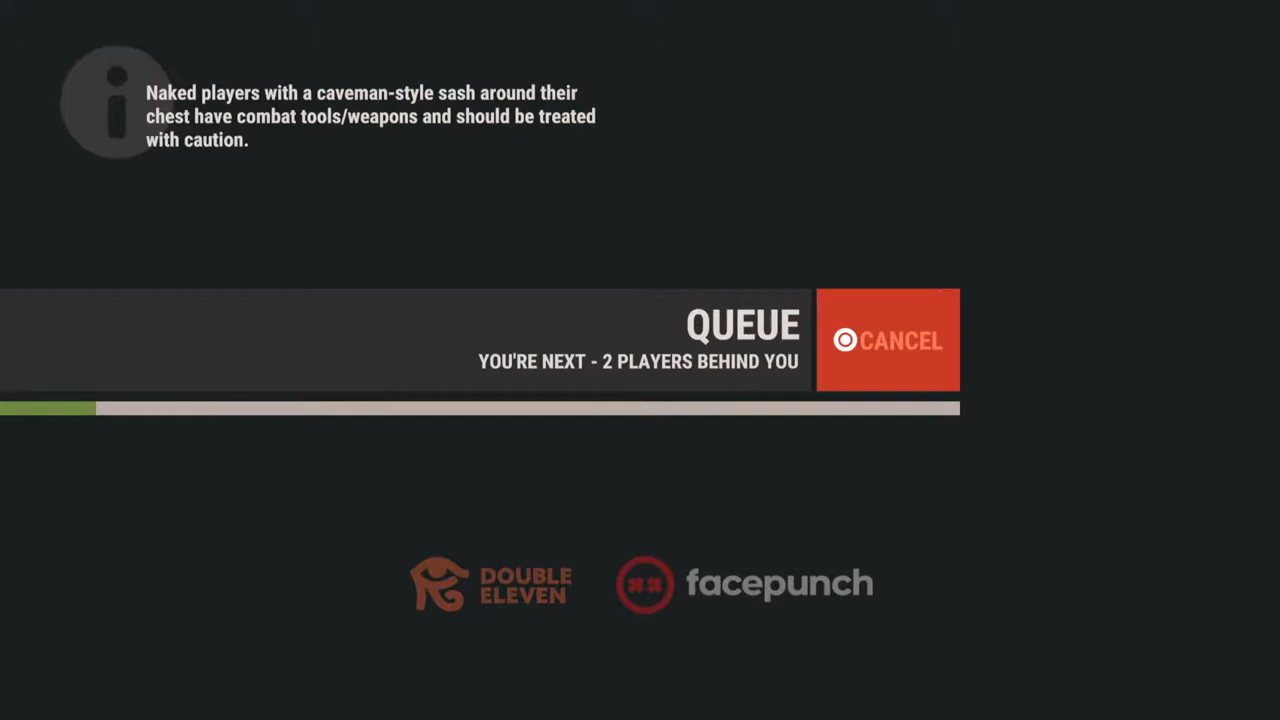 Naked players with a caveman-style sash around their
chest have combat tools/weapons and should be treated
with caution.
QUEUE
YOU'RE NEXT - 2 PLAYERS BEHIND YOU
CANCEL
DOUBLE
ELEVEN
facepunch